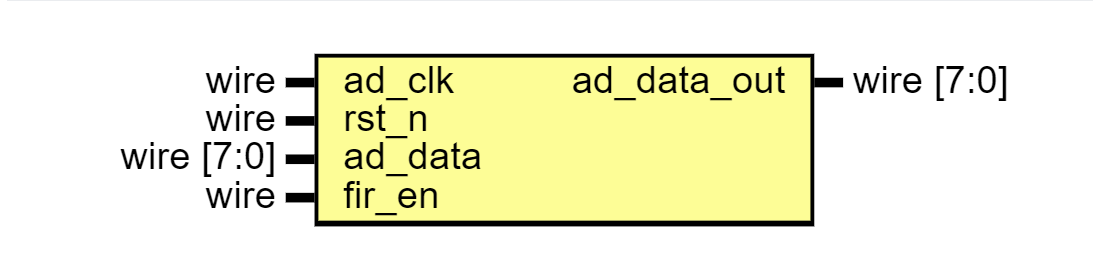 wire ad_clk ad_data_out wire [7:0]
wire rst_n
wire [7:0] ad_data
wire fir_en